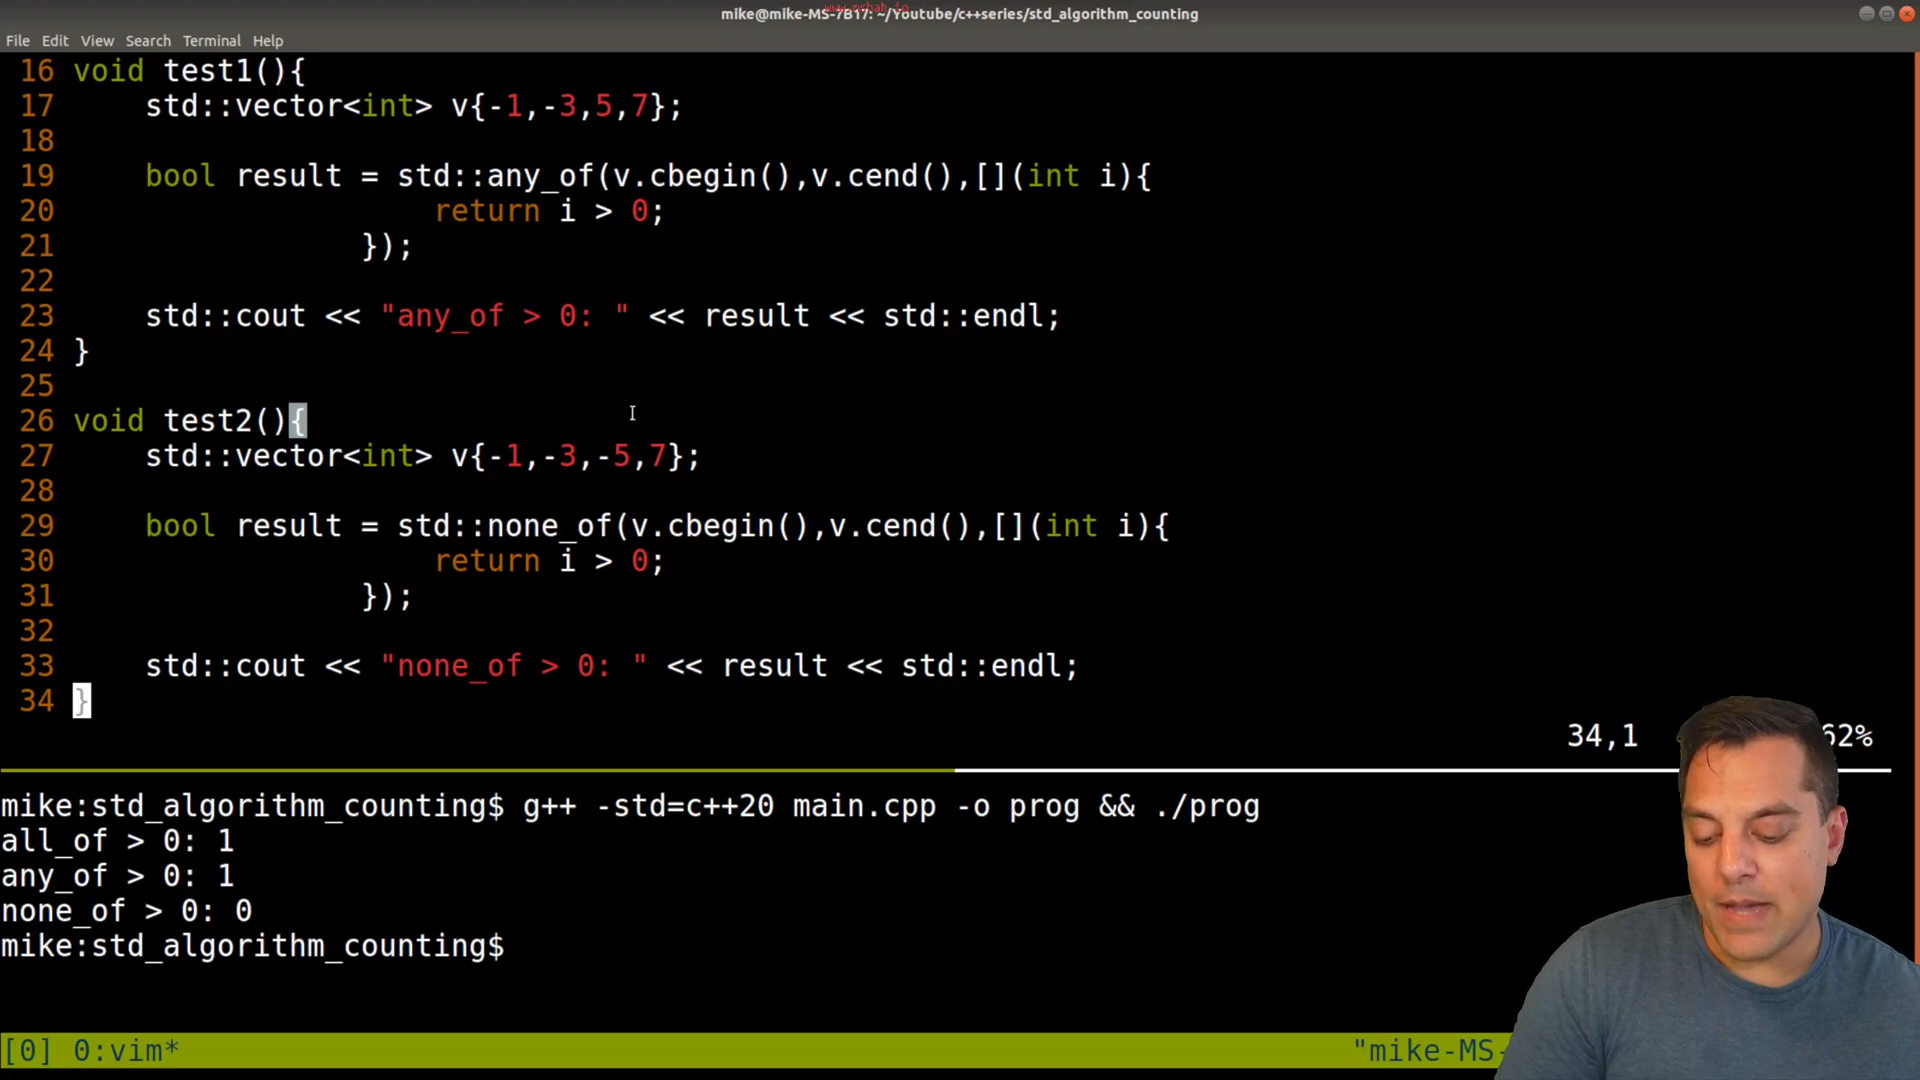 www.mshah.io
mike@mike-MS-7B17: ~/Youtube/c++series/std_algorithm_counting
File Edit View Search Terminal Help
16 void test1(){
17     std::vector<int> v{-1,-3,5,7};
18
19     bool result = std::any_of(v.cbegin(),v.cend(),[](int i){
20                     return i > 0;
21                 });
22
23     std::cout << "any_of > 0: " << result << std::endl;
24 }
25
26 void test2(){
27     std::vector<int> v{-1,-3,-5,7};
28
29     bool result = std::none_of(v.cbegin(),v.cend(),[](int i){
30                     return i > 0;
31                 });
32
33     std::cout << "none_of > 0: " << result << std::endl;
34 }
34,1 62%
mike:std_algorithm_counting$ g++ -std=c++20 main.cpp -o prog && ./prog
all_of > 0: 1
any_of > 0: 1
none_of > 0: 0
mike:std_algorithm_counting$
[0] 0:vim* "mike-MS-